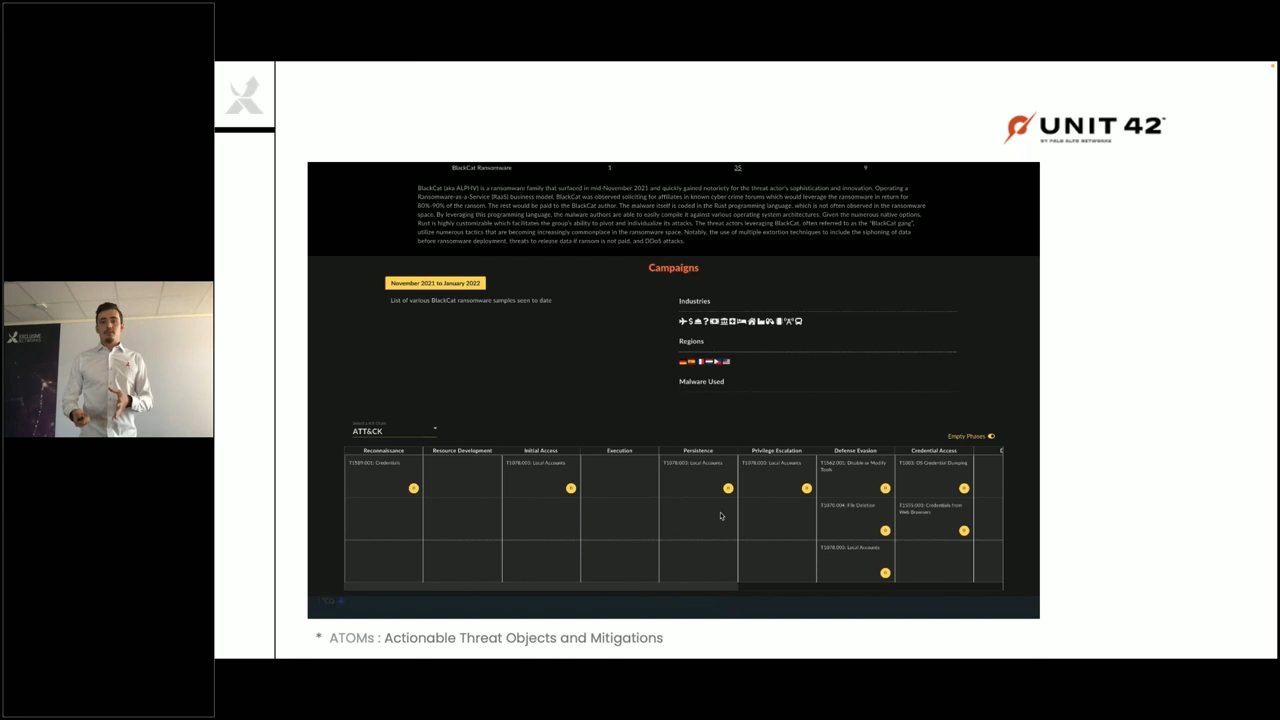 UNIT 42
BY PALO ALTO NETWORKS
BlackCat Ransomware 1 25 9
BlackCat (aka ALPHV) is a ransomware family that surfaced in mid-November 2021 and quickly gained notoriety for the threat actor's sophistication and innovation. Operating a
Ransomware-as-a-Service (RaaS) business model, BlackCat was observed soliciting for affiliates in known cyber crime forums which would leverage the ransomware in return for
80%-90% of the ransom. The rest would be paid to the BlackCat author. The malware itself is coded in the Rust programming language, which is not often observed in the ransomware
space. By leveraging this programming language, the malware authors are able to easily compile it against various operating system architectures. Given the numerous native options,
Rust is highly customizable which facilitates the group's ability to pivot and individualize its attacks. The threat actors leveraging BlackCat, often referred to as the "BlackCat gang",
utilize numerous tactics that are becoming increasingly commonplace in the ransomware space. Notably, the use of multiple extortion techniques to include the siphoning of data
before ransomware deployment, threats to release data if ransom is not paid, and DDoS attacks.
Campaigns
November 2021 to January 2022
List of various BlackCat ransomware samples seen to date
Industries
Regions
Malware Used
EXCLUSIVE
NETWORKS
ATT&CK
Empty Phases
Reconnaissance Resource Development Initial Access Execution Persistence Privilege Escalation Defense Evasion Credential Access D
T1589.001: Credentials T1078.003: Local Accounts T1078.003: Local Accounts T1078.003: Local Accounts T1562.001: Disable or Modify Tools T1003: OS Credential Dumping
T1070.004: File Deletion T1555.003: Credentials from Web Browsers
T1078.003: Local Accounts
* ATOMs : Actionable Threat Objects and Mitigations